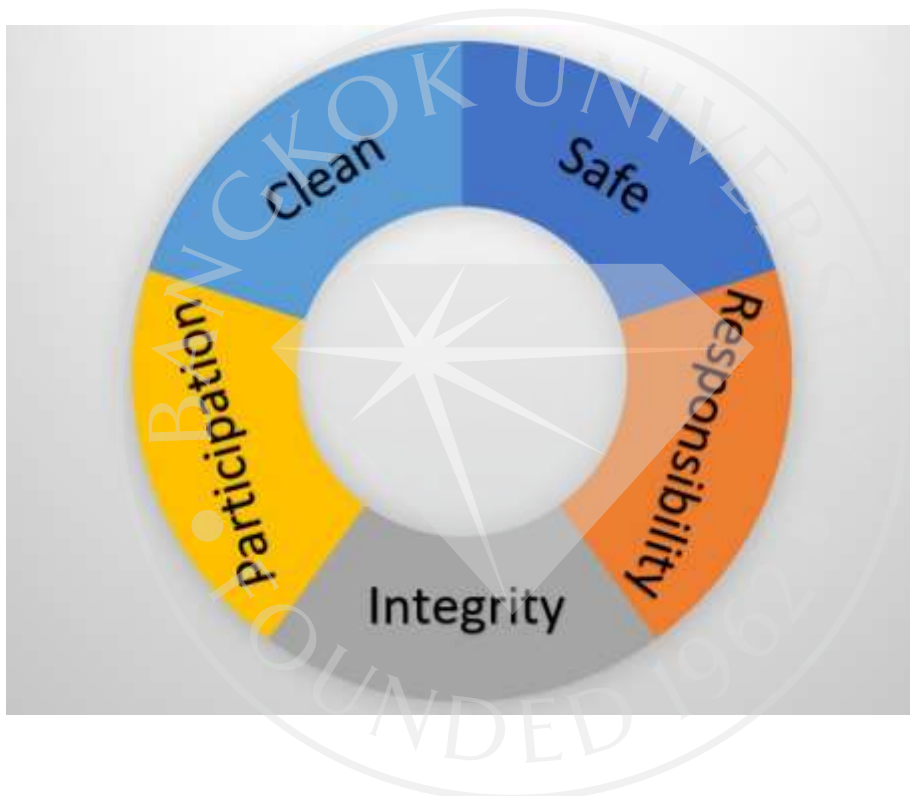 Clean
Safe
Responsibility
Integrity
Participation
BANGKOK UNIVERSITY
FOUNDED 1962